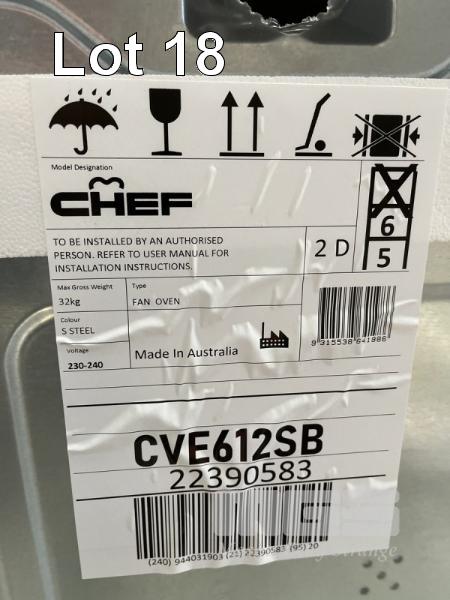 Lot 18
Model Designation
CHEF
TO BE INSTALLED BY AN AUTHORISED
PERSON. REFER TO USER MANUAL FOR
INSTALLATION INSTRUCTIONS.
2 D
6
5
Max Gross Weight
32kg
Type
FAN OVEN
Colour
S STEEL
Voltage
230-240
Made In Australia
9 315538 641986
CVE612SB
22390583
(240) 944031903 (21) 22390583 (95) 20